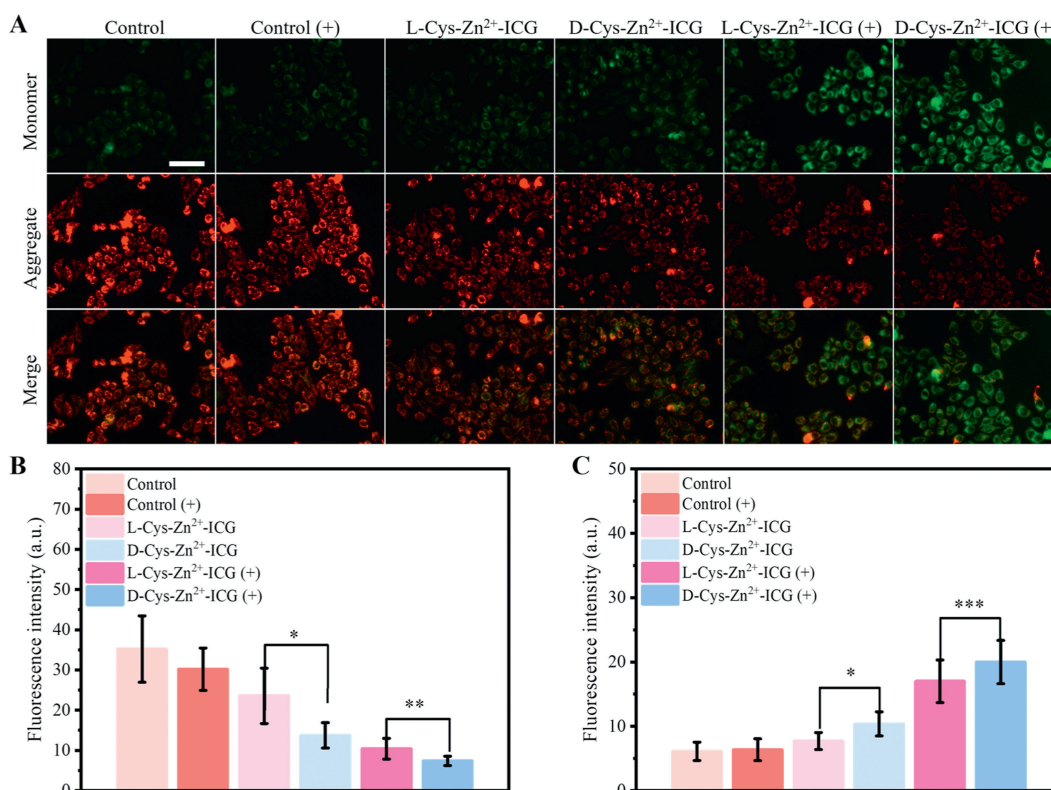 A
Control
Control (+)
L-Cys-Zn²⁺-ICG
D-Cys-Zn²⁺-ICG
L-Cys-Zn²⁺-ICG (+)
D-Cys-Zn²⁺-ICG (+
Monomer
Aggregate
Merge
B
Fluorescence intensity (a.u.)
80
70
60
50
40
30
20
10
0
Control
Control (+)
L-Cys-Zn²⁺-ICG
D-Cys-Zn²⁺-ICG
L-Cys-Zn²⁺-ICG (+)
D-Cys-Zn²⁺-ICG (+)
*
**
C
Fluorescence intensity (a.u.)
50
40
30
20
10
0
Control
Control (+)
L-Cys-Zn²⁺-ICG
D-Cys-Zn²⁺-ICG
L-Cys-Zn²⁺-ICG (+)
D-Cys-Zn²⁺-ICG (+)
*
***